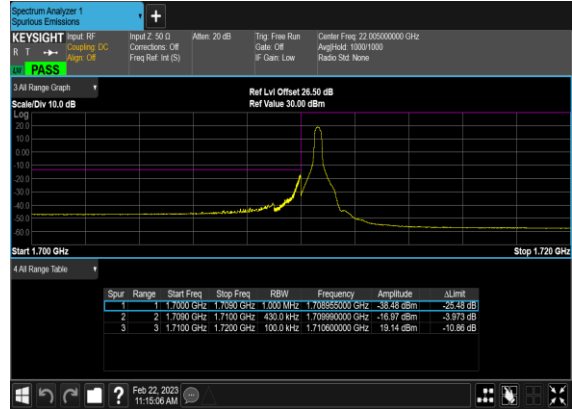 Spectrum Analyzer 1
Spurious Emissions
KEYSIGHT Input: RF Input Z: 50 Ω Atten: 20 dB Trig: Free Run Center Freq: 22.005000000 GHz
R T Coupling: DC Corrections: Off Gate: Off Avg|Hold: 1000/1000
Align: Off Freq Ref: Int (S) IF Gain: Low Radio Std: None
PASS
3 All Range Graph
Ref Lvl Offset 26.50 dB
Scale/Div 10.0 dB Ref Value 30.00 dBm
Log
20.0
10.0
0.00
-10.0
-20.0
-30.0
-40.0
-50.0
-60.0
Start 1.700 GHz Stop 1.720 GHz
4 All Range Table
Spur Range Start Freq Stop Freq RBW Frequency Amplitude ΔLimit
1 1 1.7000 GHz 1.7090 GHz 1.000 MHz 1.708955000 GHz -38.48 dBm -25.48 dB
2 2 1.7090 GHz 1.7100 GHz 430.0 kHz 1.709990000 GHz -16.97 dBm -3.973 dB
3 3 1.7100 GHz 1.7200 GHz 100.0 kHz 1.710600000 GHz 19.14 dBm -10.86 dB
? Feb 22, 2023
11:15:06 AM